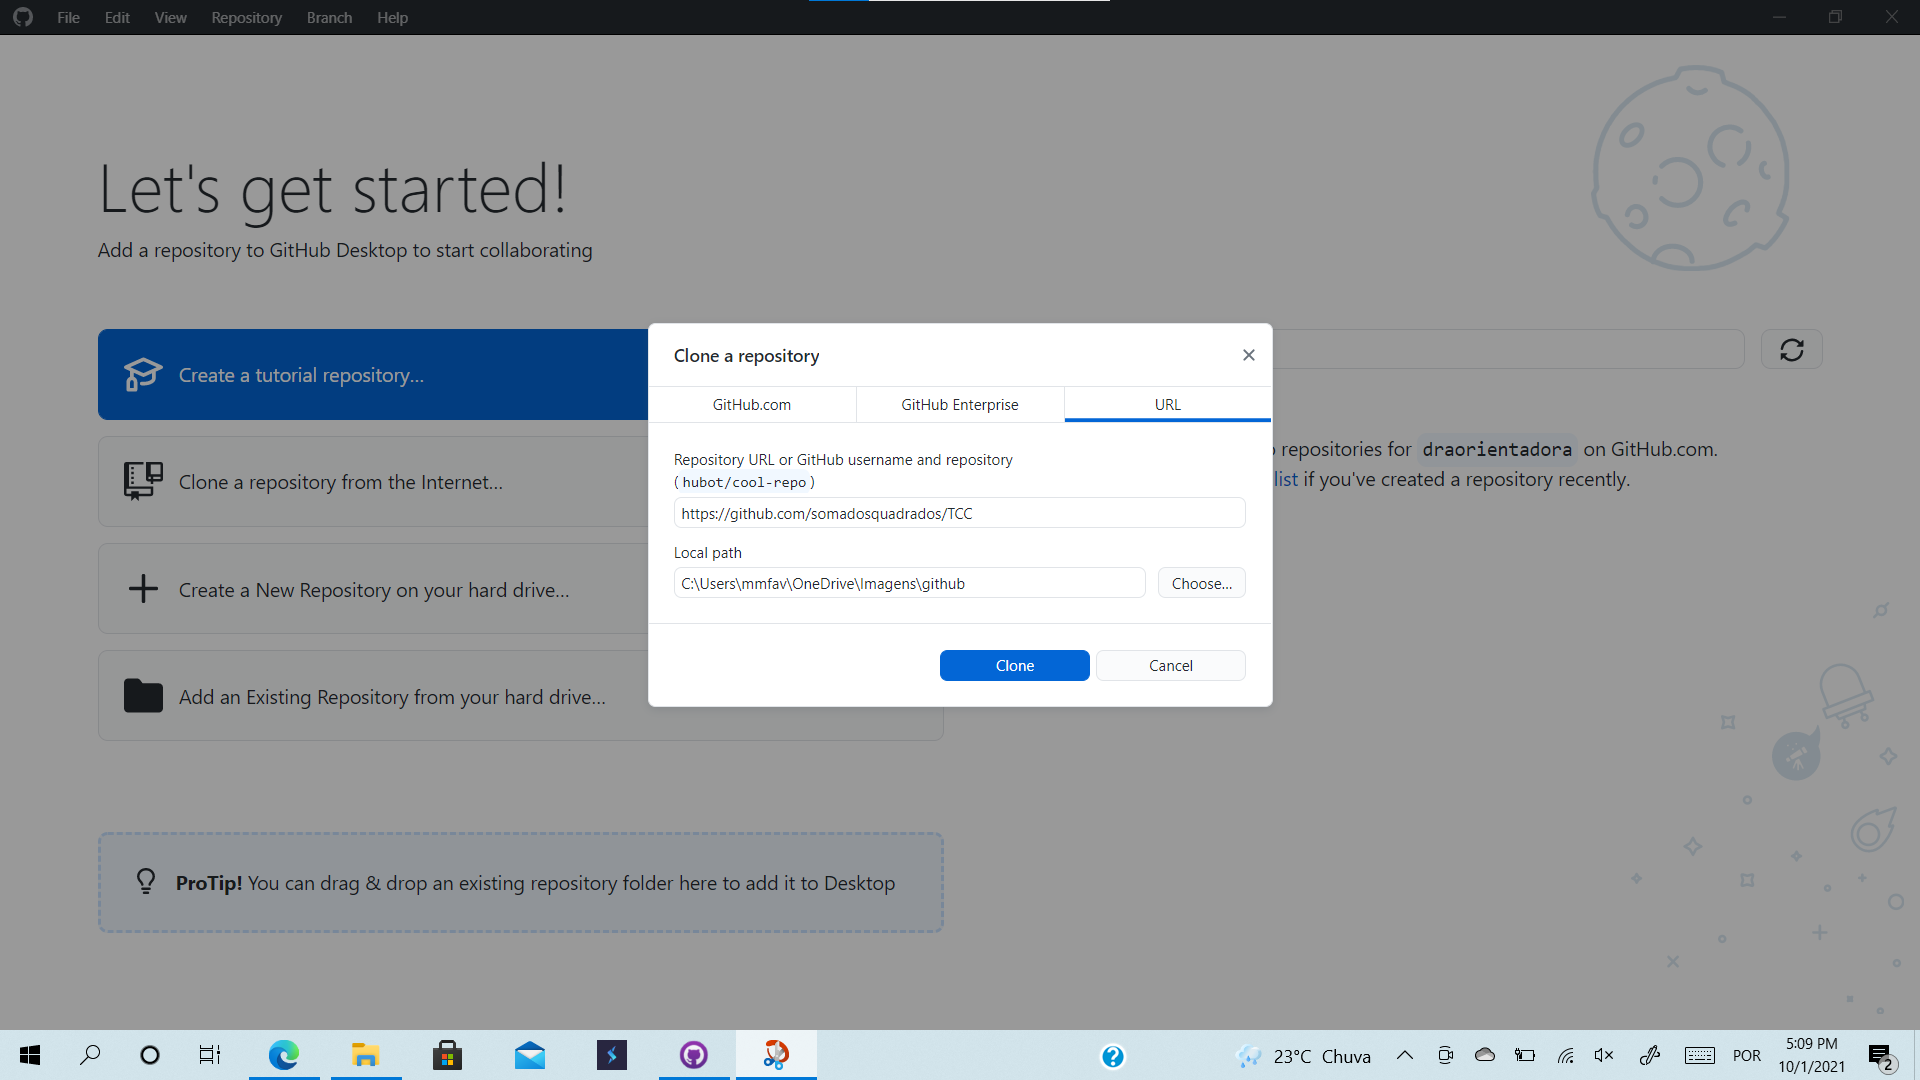 File Edit View Repository Branch Help
Let's get started!
Add a repository to GitHub Desktop to start collaborating
Create a tutorial repository...
Clone a repository from the Internet...
Create a New Repository on your hard drive...
Add an Existing Repository from your hard drive...
ProTip! You can drag & drop an existing repository folder here to add it to Desktop
Clone a repository
GitHub.com
GitHub Enterprise
URL
Repository URL or GitHub username and repository
(hubot/cool-repo)
https://github.com/somadosquadrados/TCC
Local path
C:\Users\mmfav\OneDrive\Imagens\github
Choose...
Clone
Cancel
repositories for draorientadora on GitHub.com.
list if you've created a repository recently.
23°C Chuva
POR
5:09 PM
10/1/2021
2